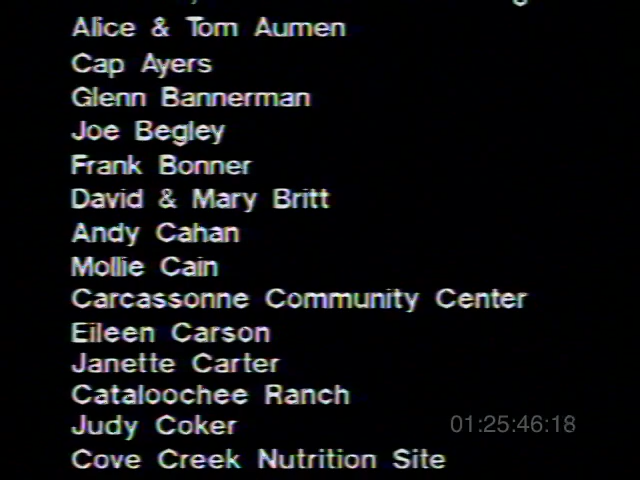 Alice & Tom Aumen
Cap Ayers
Glenn Bannerman
Joe Begley
Frank Bonner
David & Mary Britt
Andy Cahan
Mollie Cain
Carcassonne Community Center
Eileen Carson
Janette Carter
Cataloochee Ranch
Judy Coker
01:25:46:18
Cove Creek Nutrition Site